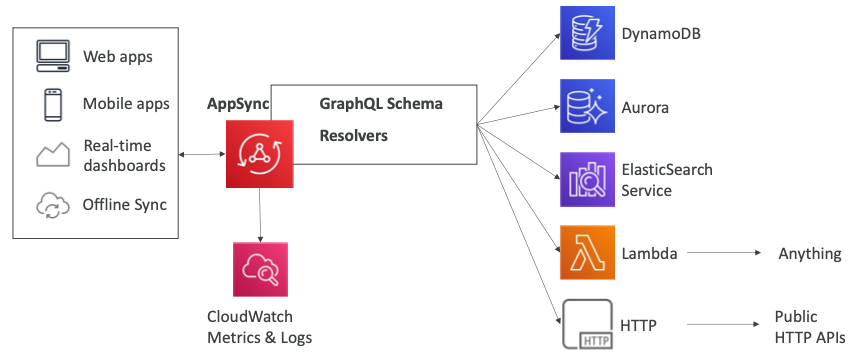 Web apps
Mobile apps
Real-time
dashboards
Offline Sync
AppSync
GraphQL Schema
Resolvers
CloudWatch
Metrics & Logs
DynamoDB
Aurora
ElasticSearch
Service
Lambda
Anything
HTTP
HTTP
Public
HTTP APIs